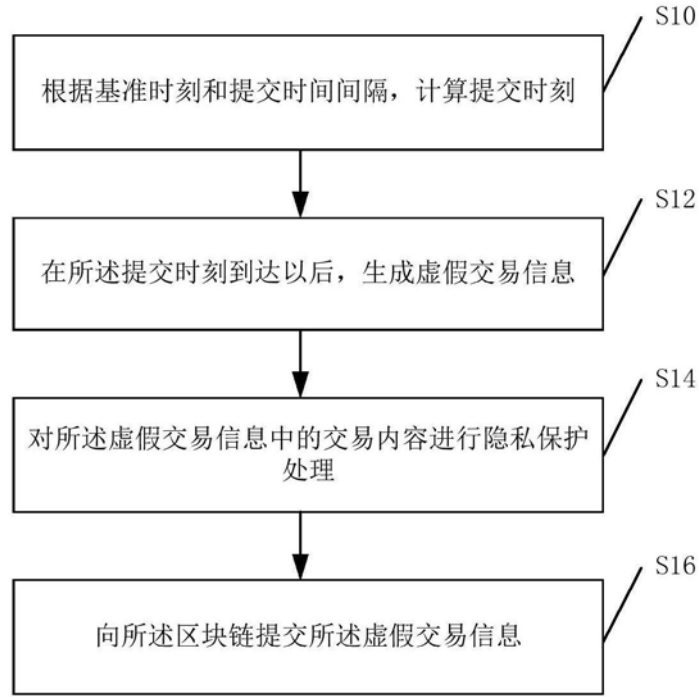 S10
根据基准时刻和提交时间间隔，计算提交时刻
S12
在所述提交时刻到达以后，生成虚假交易信息
S14
对所述虚假交易信息中的交易内容进行隐私保护
处理
S16
向所述区块链提交所述虚假交易信息